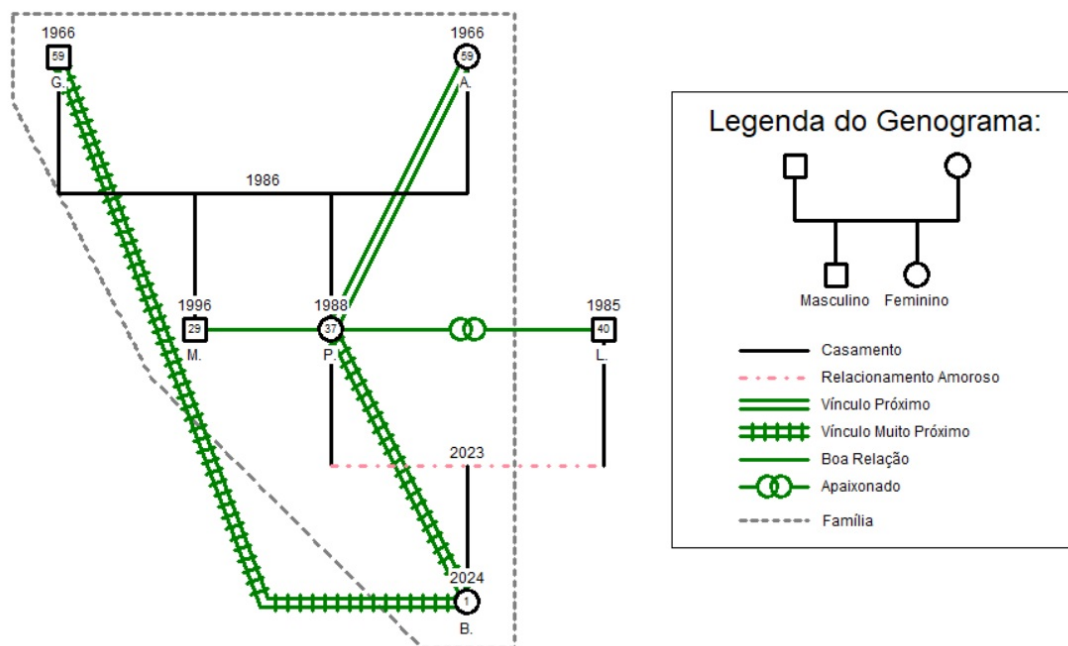 1966
1966
59
59
G.
A.
1986
1996
1988
1985
29
37
40
M.
P.
L.
2023
2024
1
B.
Legenda do Genograma:
Masculino
Feminino
Casamento
Relacionamento Amoroso
Vínculo Próximo
Vínculo Muito Próximo
Boa Relação
Apaixonado
Família